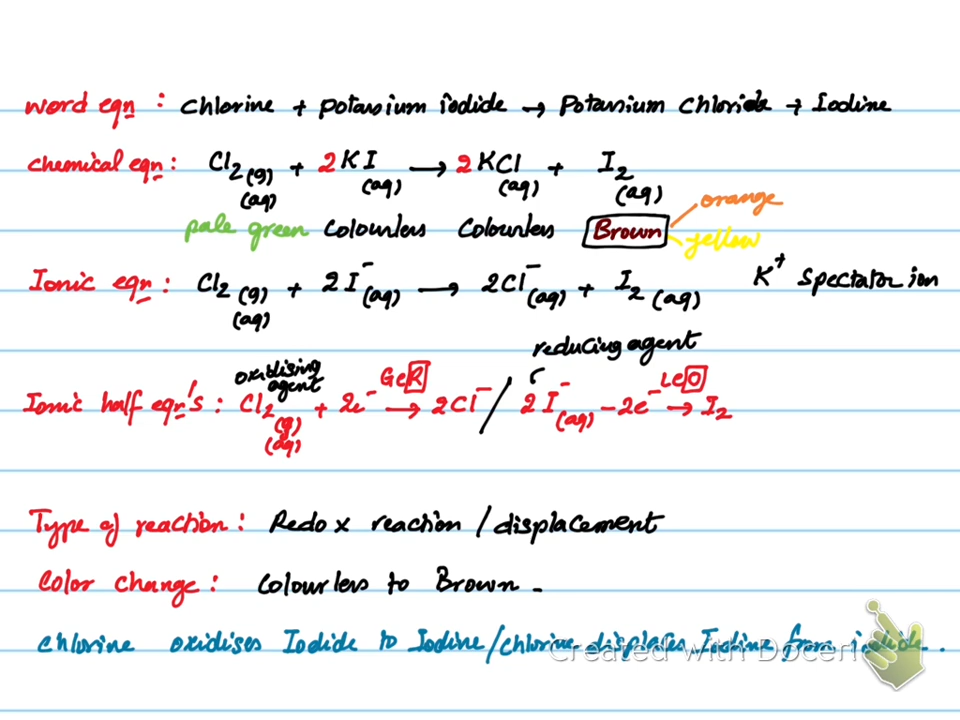 word eqn : Chlorine + Potassium iodide → Potassium Chloride + Iodine
chemical eqn : Cl₂ (g) + 2KI (aq) → 2KCl (aq) + I₂ (aq)
(aq)
orange
pale green Colourless Colourless Brown
yellow
Ionic eqn : Cl₂ (g) + 2I⁻ (aq) → 2Cl⁻ (aq) + I₂ (aq) K⁺ Spectator ion
(aq)
reducing agent
oxidising agent GeR LeO
Ionic half eqn's : Cl₂ (g) + 2e⁻ → 2Cl⁻ / 2I⁻ (aq) - 2e⁻ → I₂
(aq)
Type of reaction : Redox reaction / displacement
Color change : Colourless to Brown -
Chlorine oxidises Iodide to Iodine/chlorine displaces Iodine from iodide.
Created with Doceri